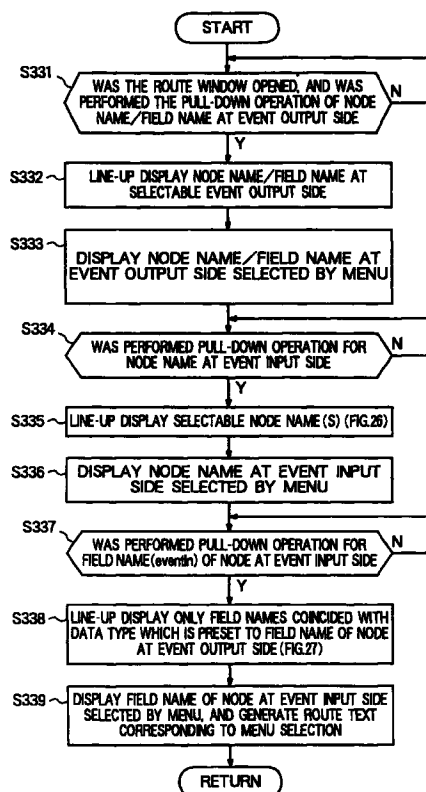 START
S331
WAS THE ROUTE WINDOW OPENED, AND WAS
PERFORMED THE PULL-DOWN OPERATION OF NODE
NAME/FIELD NAME AT EVENT OUTPUT SIDE
N
Y
S332
LINE-UP DISPLAY NODE NAME/FIELD NAME AT
SELECTABLE EVENT OUTPUT SIDE
S333
DISPLAY NODE NAME/FIELD NAME AT
EVENT OUTPUT SIDE SELECTED BY MENU
S334
WAS PERFORMED PULL-DOWN OPERATION FOR
NODE NAME AT EVENT INPUT SIDE
N
Y
S335
LINE-UP DISPLAY SELECTABLE NODE NAME(S) (FIG.26)
S336
DISPLAY NODE NAME AT EVENT INPUT
SIDE SELECTED BY MENU
S337
WAS PERFORMED PULL-DOWN OPERATION FOR
FIELD NAME(eventin) OF NODE AT EVENT INPUT SIDE
N
Y
S338
LINE-UP DISPLAY ONLY FIELD NAMES COINCIDED WITH
DATA TYPE WHICH IS PRESET TO FIELD NAME OF NODE
AT EVENT OUTPUT SIDE(FIG.27)
S339
DISPLAY FIELD NAME OF NODE AT EVENT INPUT SIDE
SELECTED BY MENU, AND GENERATE ROUTE TEXT
CORRESPONDING TO MENU SELECTION
RETURN